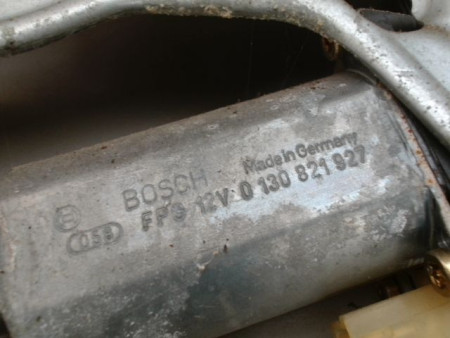 BOSCH Made in Germany
FPG 12V 0 130 821 927